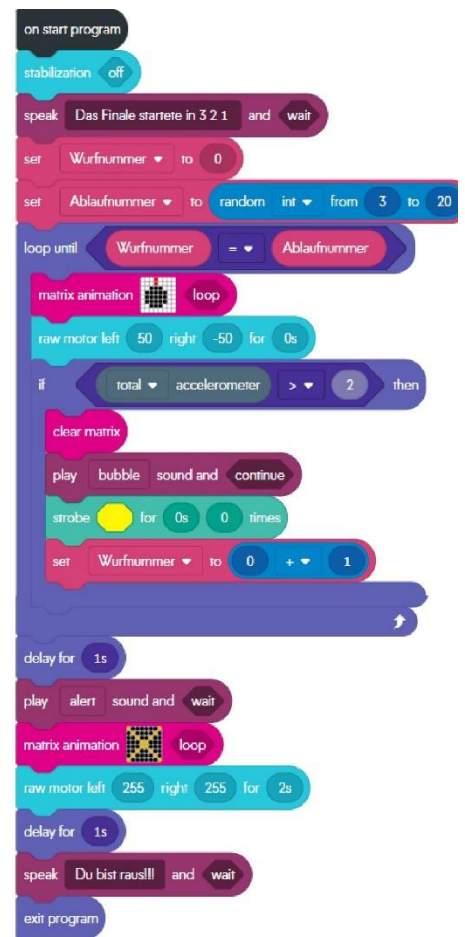 on start program
stabilization off
speak Das Finale startete in 3 2 1 and wait
set Wurfnummer to 0
set Ablaufnummer to random int from 3 to 20
loop until Wurfnummer = Ablaufnummer
matrix animation loop
raw motor left 50 right -50 for 0s
if total accelerometer > 2 then
clear matrix
play bubble sound and continue
strobe for 0s 0 times
set Wurfnummer to 0 + 1
delay for 1s
play alert sound and wait
matrix animation loop
raw motor left 255 right 255 for 2s
delay for 1s
speak Du bist raus!!! and wait
exit program